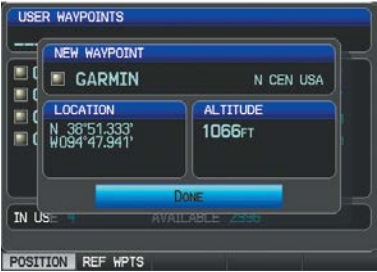 USER WAYPOINTS
NEW WAYPOINT
GARMIN N CEN USA
LOCATION ALTITUDE
N 38°51.333' 1066FT
W094°47.941'
DONE
IN USE 4 AVAILABLE 2996
POSITION REF WPTS